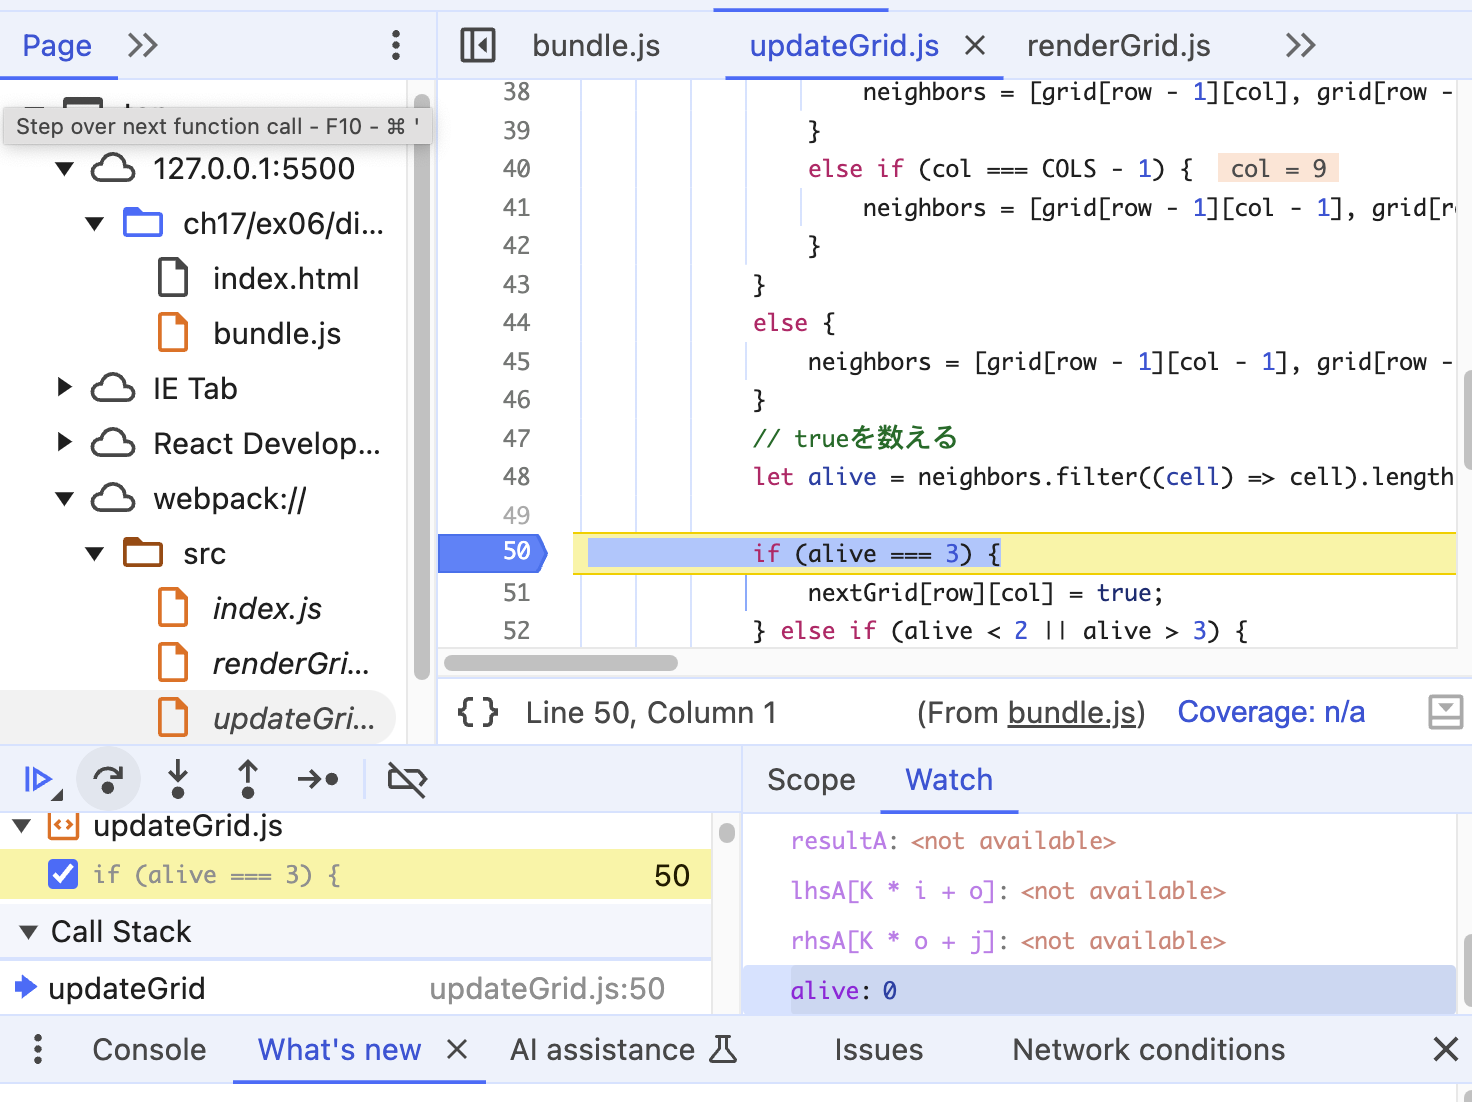 Page
bundle.js
updateGrid.js
renderGrid.js
Step over next function call - F10 - ⌘ '
127.0.0.1:5500
ch17/ex06/di...
index.html
bundle.js
IE Tab
React Develop...
webpack://
src
index.js
renderGri...
updateGri...
38 neighbors = [grid[row - 1][col], grid[row -
39 }
40 else if (col === COLS - 1) { col = 9
41 neighbors = [grid[row - 1][col - 1], grid[r
42 }
43 }
44 else {
45 neighbors = [grid[row - 1][col - 1], grid[row -
46 }
47 // trueを数える
48 let alive = neighbors.filter((cell) => cell).length
49
50 if (alive === 3) {
51 nextGrid[row][col] = true;
52 } else if (alive < 2 || alive > 3) {
{ } Line 50, Column 1 (From bundle.js) Coverage: n/a
updateGrid.js
if (alive === 3) { 50
Call Stack
updateGrid updateGrid.js:50
Scope Watch
resultA: <not available>
lhsA[K * i + o]: <not available>
rhsA[K * o + j]: <not available>
alive: 0
Console What's new AI assistance Issues Network conditions